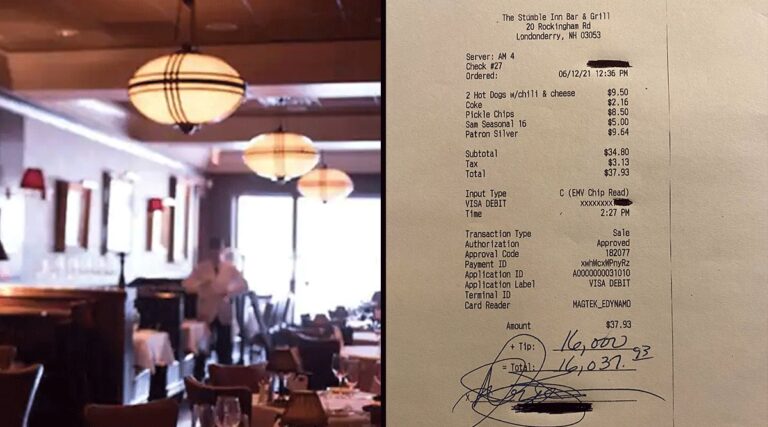 The Stumble Inn Bar & Grill
20 Rockingham Rd
Londonderry, NH 03053
Server: AM 4
Check #27
Ordered: 06/12/21 12:36 PM
2 Hot Dogs w/chili & cheese $9.50
Coke $2.16
Pickle Chips $8.50
Sam Seasonal 16 $5.00
Patron Silver $9.64
Subtotal $34.80
Tax $3.13
Total $37.93
Input Type C (EMV Chip Read)
VISA DEBIT xxxxxxxx
Time 2:27 PM
Transaction Type Sale
Authorization Approved
Approval Code 182077
Payment ID xwhWcxWPnyRz
Application ID A0000000031010
Application Label VISA DEBIT
Terminal ID
Card Reader MAGTEK_EDYNAMO
Amount $37.93
+ Tip: 16,000
= Total: 16,037.93